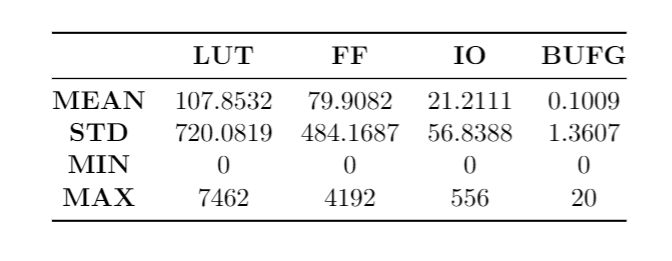 LUT FF IO BUFG
MEAN 107.8532 79.9082 21.2111 0.1009
STD 720.0819 484.1687 56.8388 1.3607
MIN 0 0 0 0
MAX 7462 4192 556 20